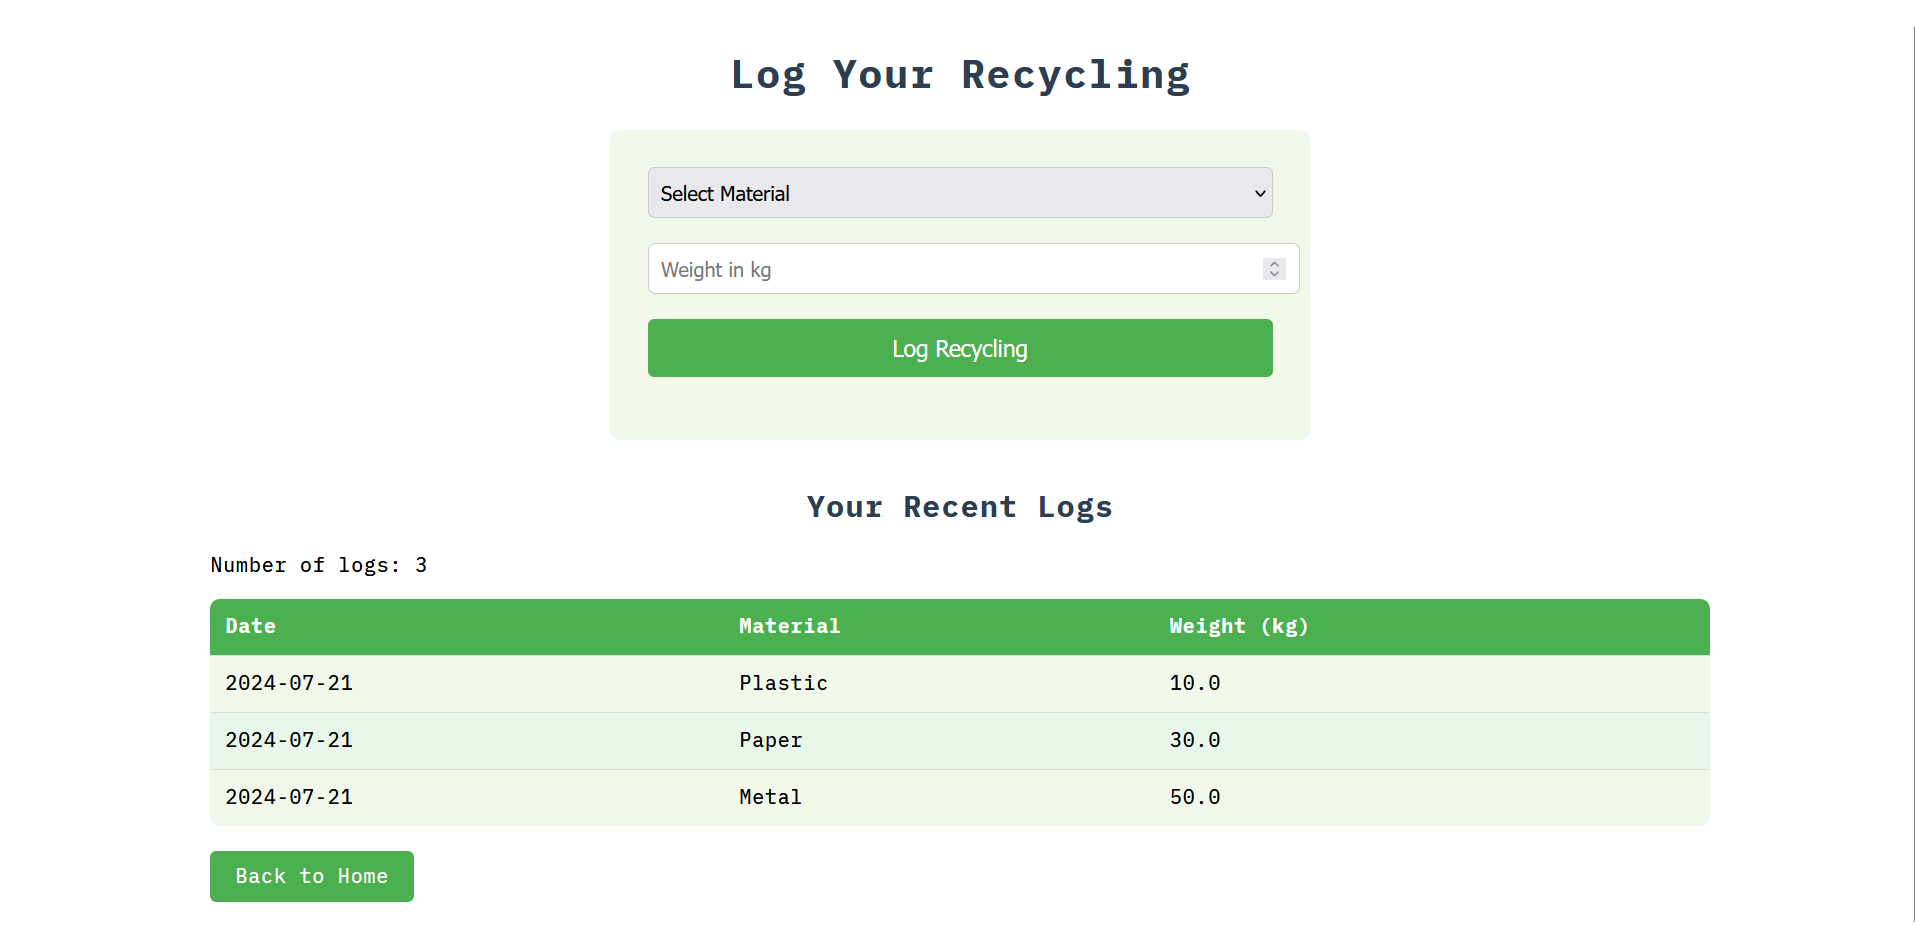 Log Your Recycling
Select Material
Weight in kg
Log Recycling
Your Recent Logs
Number of logs: 3
Date Material Weight (kg)
2024-07-21 Plastic 10.0
2024-07-21 Paper 30.0
2024-07-21 Metal 50.0
Back to Home